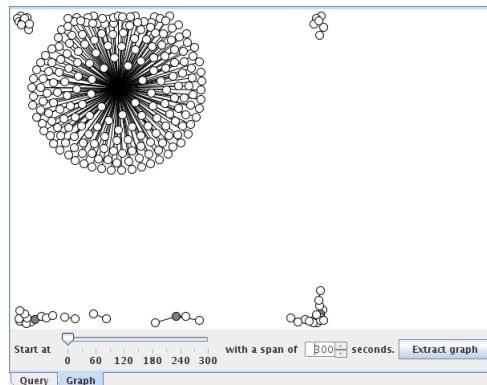 Start at
with a span of 300 seconds.
Extract graph
0 60 120 180 240 300
Query Graph